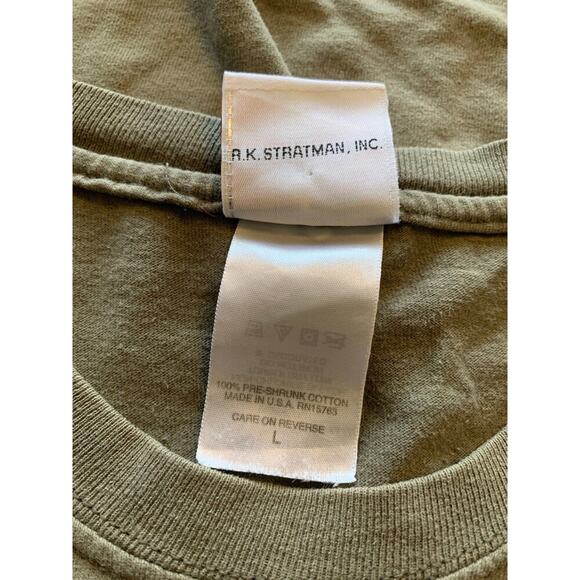 R.K. STRATMAN, INC.
100% PRE-SHRUNK COTTON
MADE IN U.S.A. RN15763
CARE ON REVERSE
L